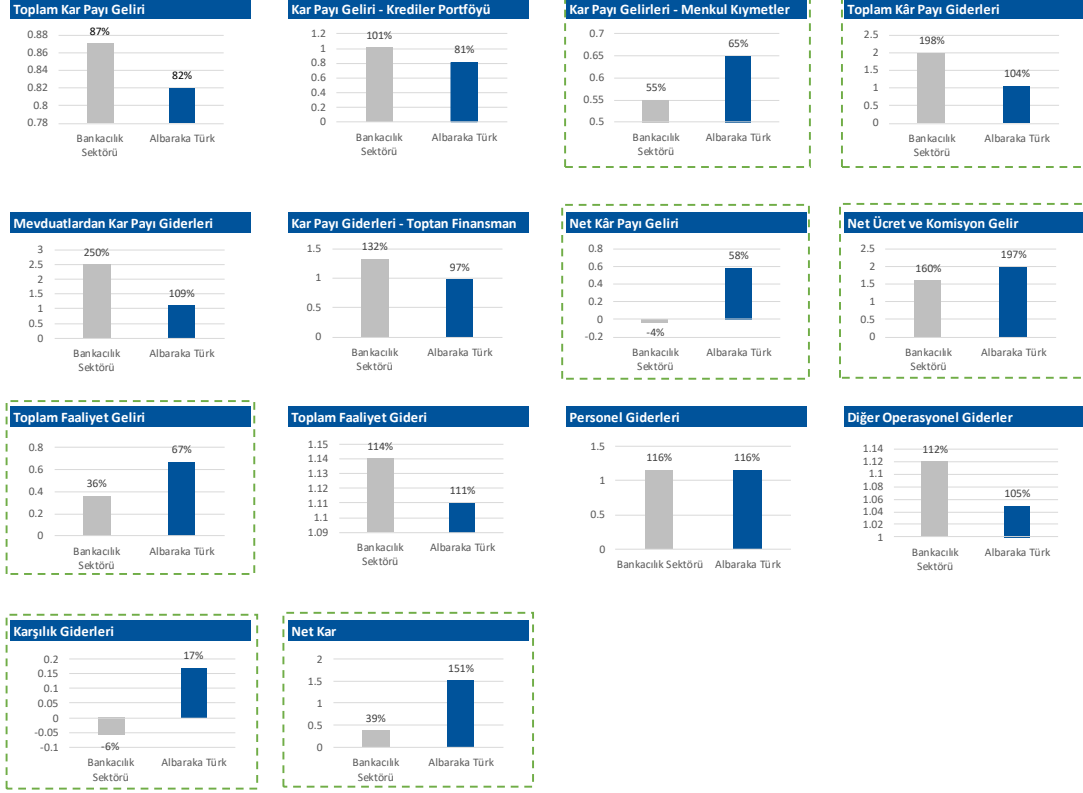 Toplam Kar Payı Geliri
0.88
0.86
0.84
0.82
0.8
0.78
87%
82%
Bankacılık
Sektörü
Albaraka Türk
Kar Payı Geliri - Krediler Portföyü
1.2
1
0.8
0.6
0.4
0.2
0
101%
81%
Bankacılık
Sektörü
Albaraka Türk
Kar Payı Gelirleri - Menkul Kıymetler
0.7
0.65
0.6
0.55
0.5
55%
65%
Bankacılık
Sektörü
Albaraka Türk
Toplam Kâr Payı Giderleri
2.5
2
1.5
1
0.5
0
198%
104%
Bankacılık
Sektörü
Albaraka Türk
Mevduatlardan Kar Payı Giderleri
3
2.5
2
1.5
1
0.5
0
250%
109%
Bankacılık
Sektörü
Albaraka Türk
Kar Payı Giderleri - Toptan Finansman
1.5
1
0.5
0
132%
97%
Bankacılık
Sektörü
Albaraka Türk
Net Kâr Payı Geliri
0.8
0.6
0.4
0.2
0
-0.2
-4%
58%
Bankacılık
Sektörü
Albaraka Türk
Net Ücret ve Komisyon Gelir
2.5
2
1.5
1
0.5
0
160%
197%
Bankacılık
Sektörü
Albaraka Türk
Toplam Faaliyet Geliri
0.8
0.6
0.4
0.2
0
36%
67%
Bankacılık
Sektörü
Albaraka Türk
Toplam Faaliyet Gideri
1.15
1.14
1.13
1.12
1.11
1.1
1.09
114%
111%
Bankacılık
Sektörü
Albaraka Türk
Personel Giderleri
1.5
1
0.5
0
116%
116%
Bankacılık Sektörü
Albaraka Türk
Diğer Operasyonel Giderler
1.14
1.12
1.1
1.08
1.06
1.04
1.02
1
112%
105%
Bankacılık
Sektörü
Albaraka Türk
Karşılık Giderleri
0.2
0.15
0.1
0.05
0
-0.05
-0.1
-6%
17%
Bankacılık
Sektörü
Albaraka Türk
Net Kar
2
1.5
1
0.5
0
39%
151%
Bankacılık
Sektörü
Albaraka Türk